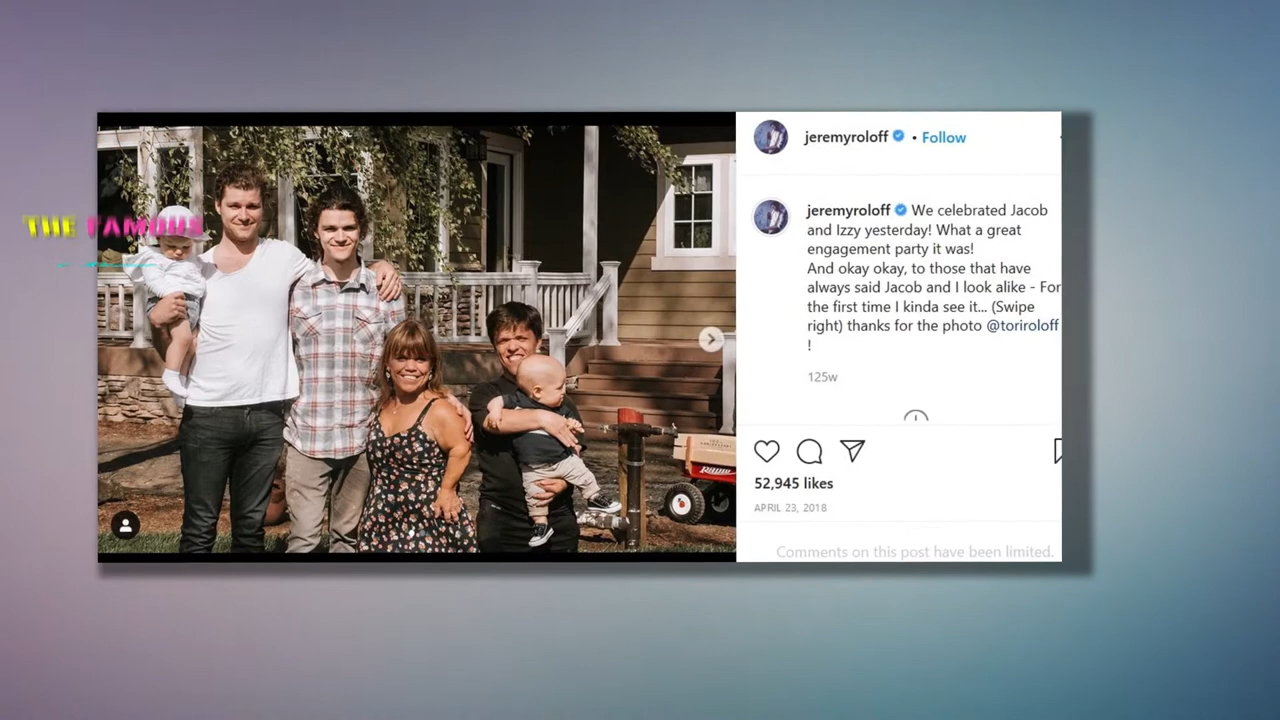 THE FAMOUS
jeremyroloff • Follow
jeremyroloff We celebrated Jacob
and Izzy yesterday! What a great
engagement party it was!
And okay okay, to those that have
always said Jacob and I look alike - For
the first time I kinda see it... (Swipe
right) thanks for the photo @toriroloff
!
125w
52,945 likes
APRIL 23, 2018
Comments on this post have been limited.